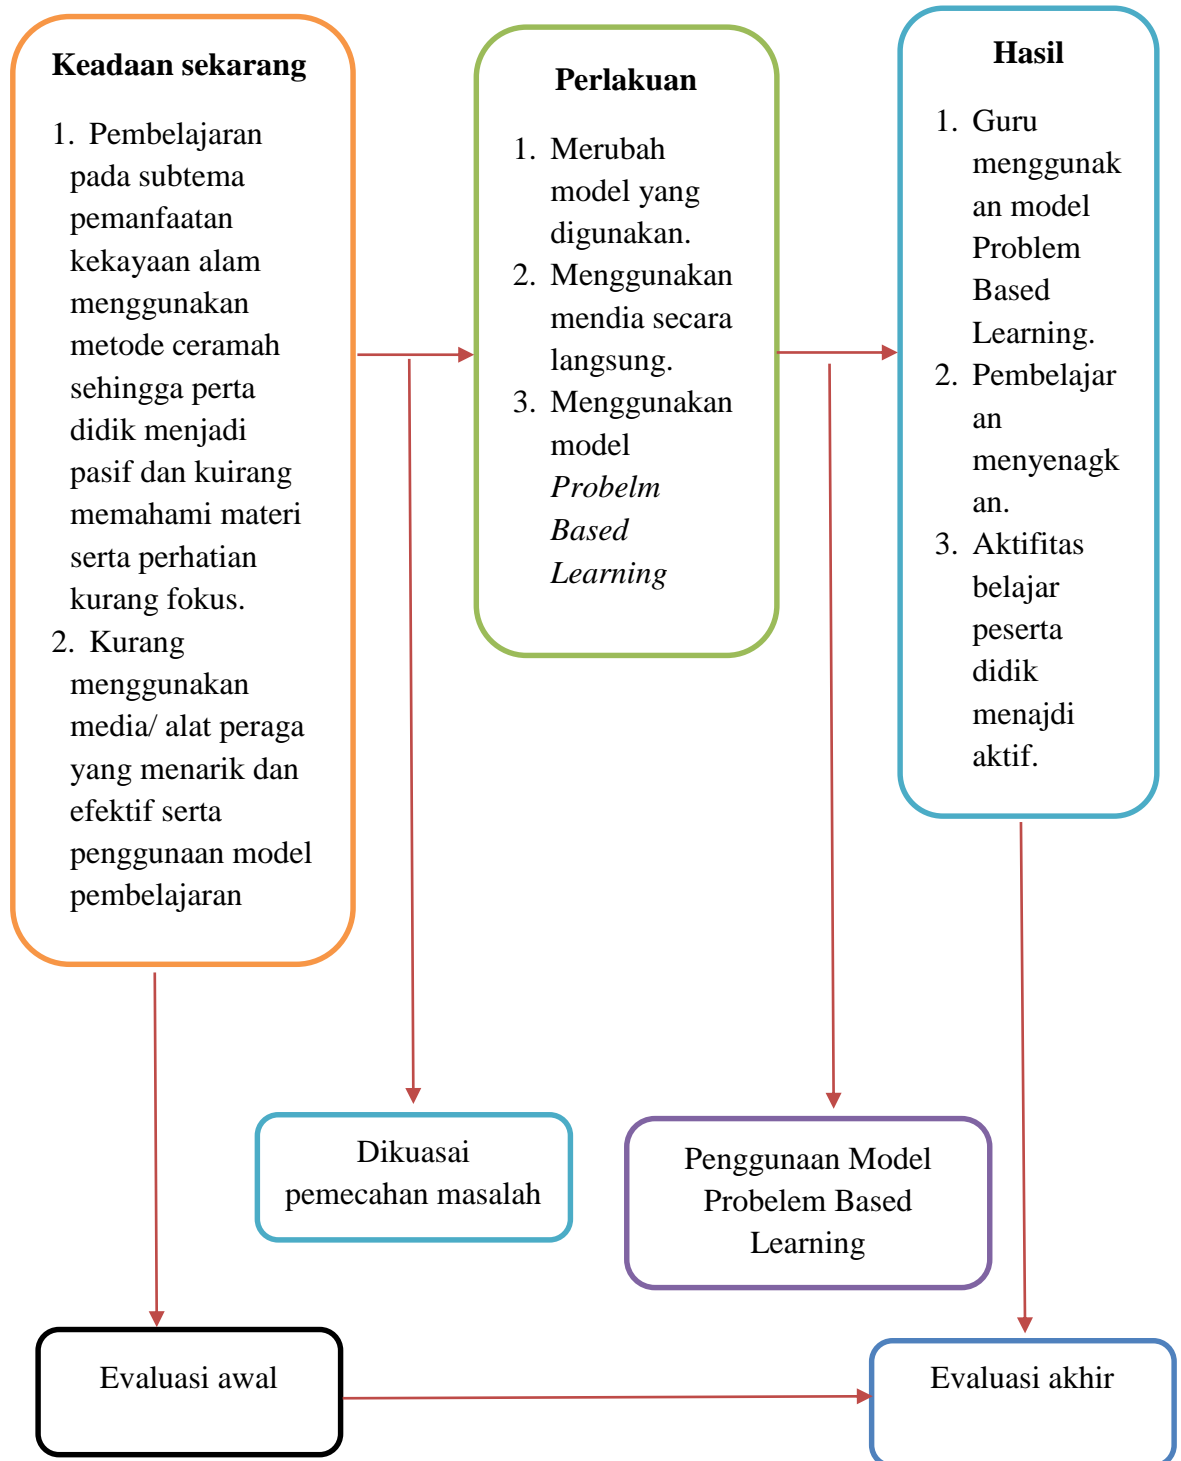 Keadaan sekarang
1. Pembelajaran
pada subtema
pemanfaatan
kekayaan alam
menggunakan
metode ceramah
sehingga perta
didik menjadi
pasif dan kuirang
memahami materi
serta perhatian
kurang fokus.
2. Kurang
menggunakan
media/ alat peraga
yang menarik dan
efektif serta
penggunaan model
pembelajaran
Perlakuan
1. Merubah
model yang
digunakan.
2. Menggunakan
mendia secara
langsung.
3. Menggunakan
model
Probelm
Based
Learning
Hasil
1. Guru
menggunak
an model
Problem
Based
Learning.
2. Pembelajar
an
menyenagk
an.
3. Aktifitas
belajar
peserta
didik
menajdi
aktif.
Dikuasai
pemecahan masalah
Penggunaan Model
Probelem Based
Learning
Evaluasi awal
Evaluasi akhir